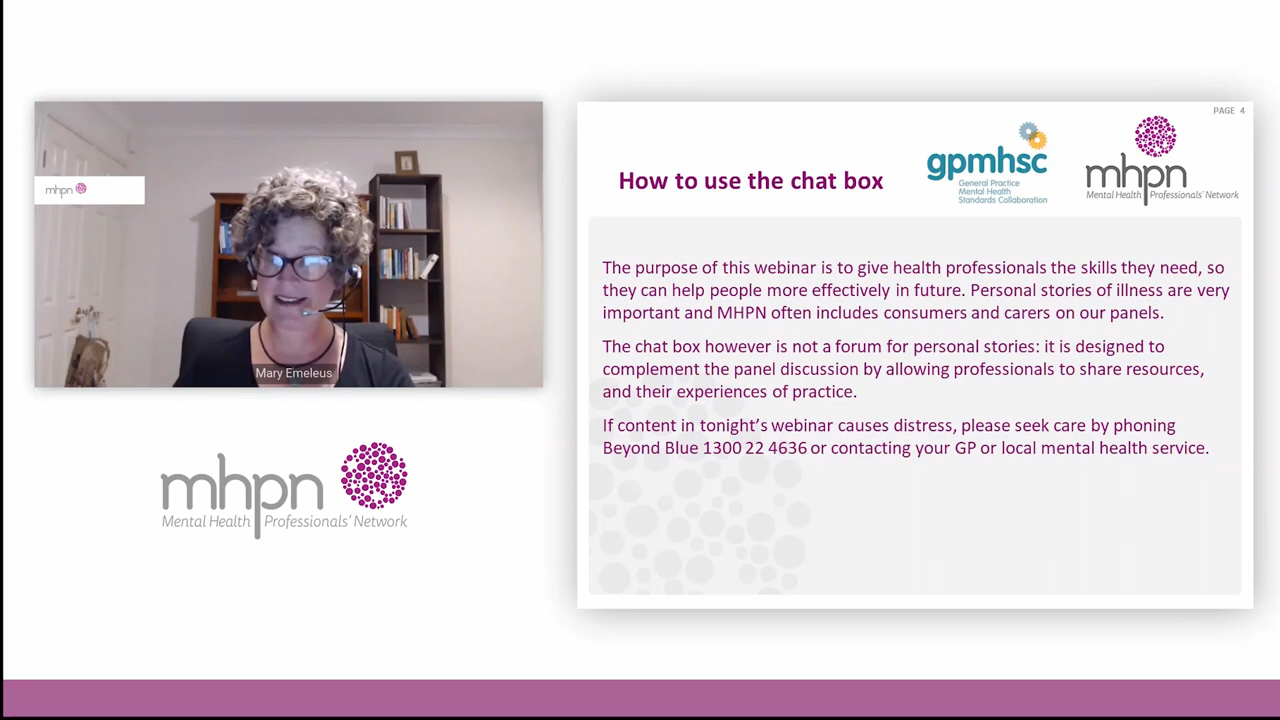 mhpn
Mary Emeleus
mhpn
Mental Health Professionals' Network
PAGE 4
How to use the chat box
gpmhsc
General Practice
Mental Health
Standards Collaboration
mhpn
Mental Health Professionals' Network
The purpose of this webinar is to give health professionals the skills they need, so
they can help people more effectively in future. Personal stories of illness are very
important and MHPN often includes consumers and carers on our panels.
The chat box however is not a forum for personal stories: it is designed to
complement the panel discussion by allowing professionals to share resources,
and their experiences of practice.
If content in tonight’s webinar causes distress, please seek care by phoning
Beyond Blue 1300 22 4636 or contacting your GP or local mental health service.